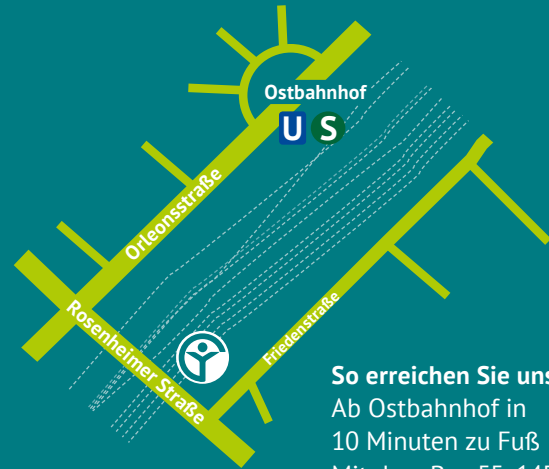 Ostbahnhof
U S
Orleonsstraße
Rosenheimer Straße
Friedenstraße
So erreichen Sie uns
Ab Ostbahnhof in
10 Minuten zu Fuß